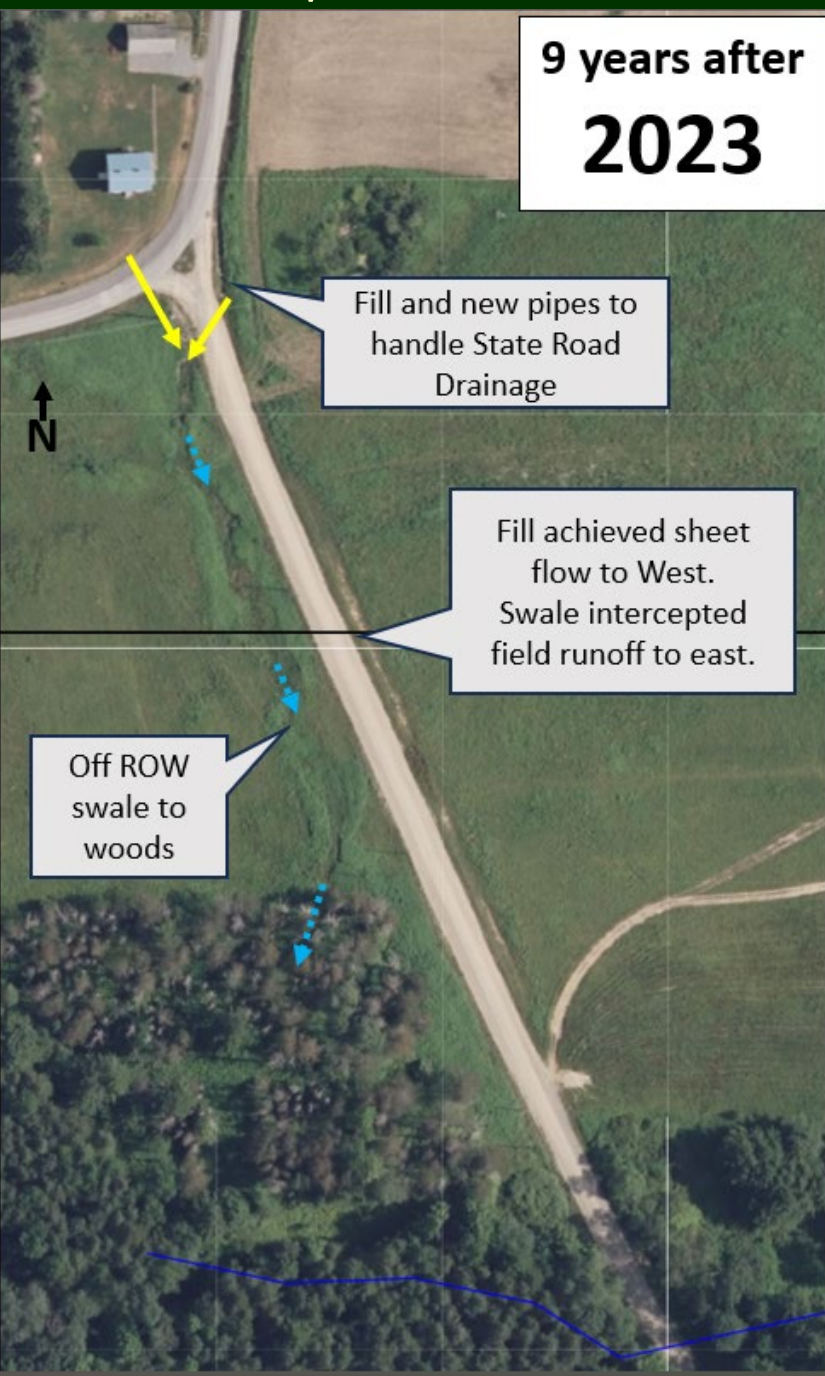 9 years after
2023
Fill and new pipes to
handle State Road
Drainage
N
Fill achieved sheet
flow to West.
Swale intercepted
field runoff to east.
Off ROW
swale to
woods